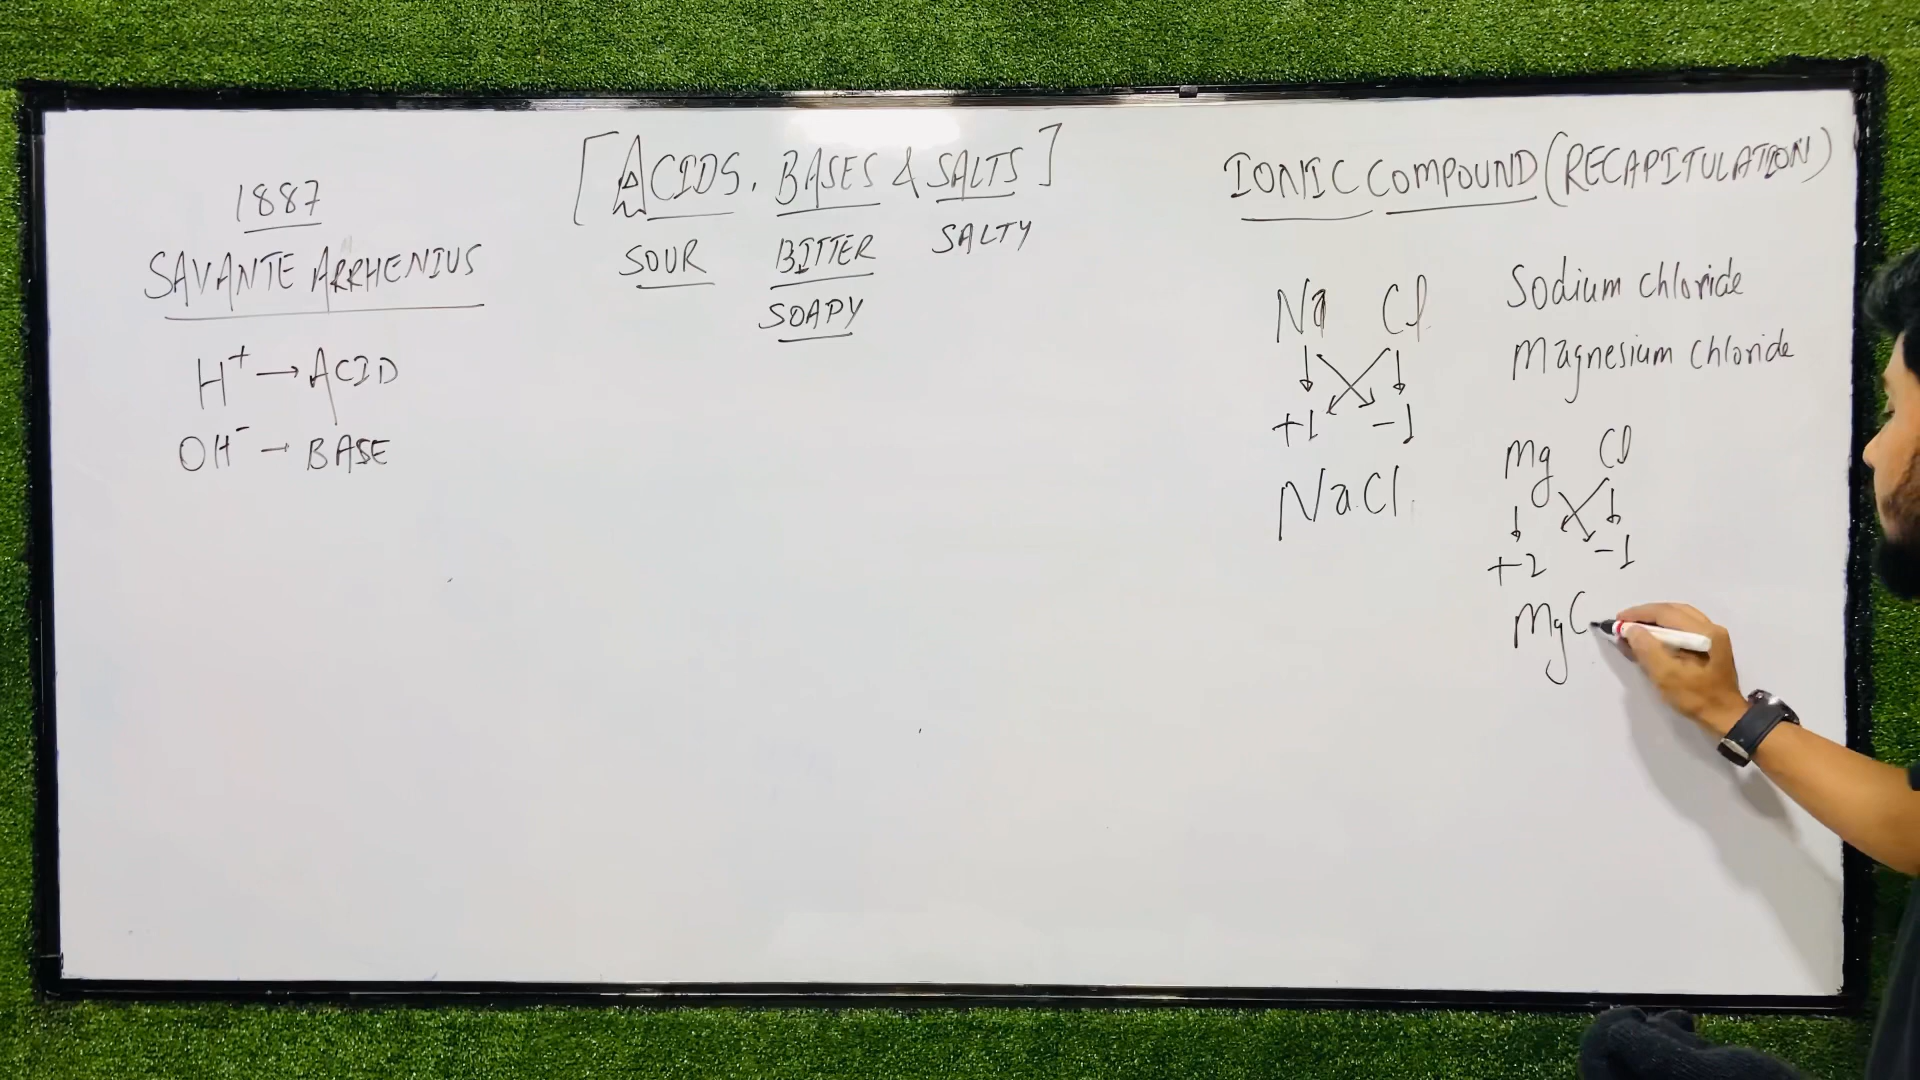 1887
SAVANTE ARRHENIUS
H+ → ACID
OH- → BASE
[ACIDS, BASES & SALTS]
SOUR BITTER SALTY
SOAPY
IONIC COMPOUND (RECAPITULATION)
Na Cl
+1 -1
NaCl
Sodium chloride
Magnesium chloride
Mg Cl
+2 -1
MgC